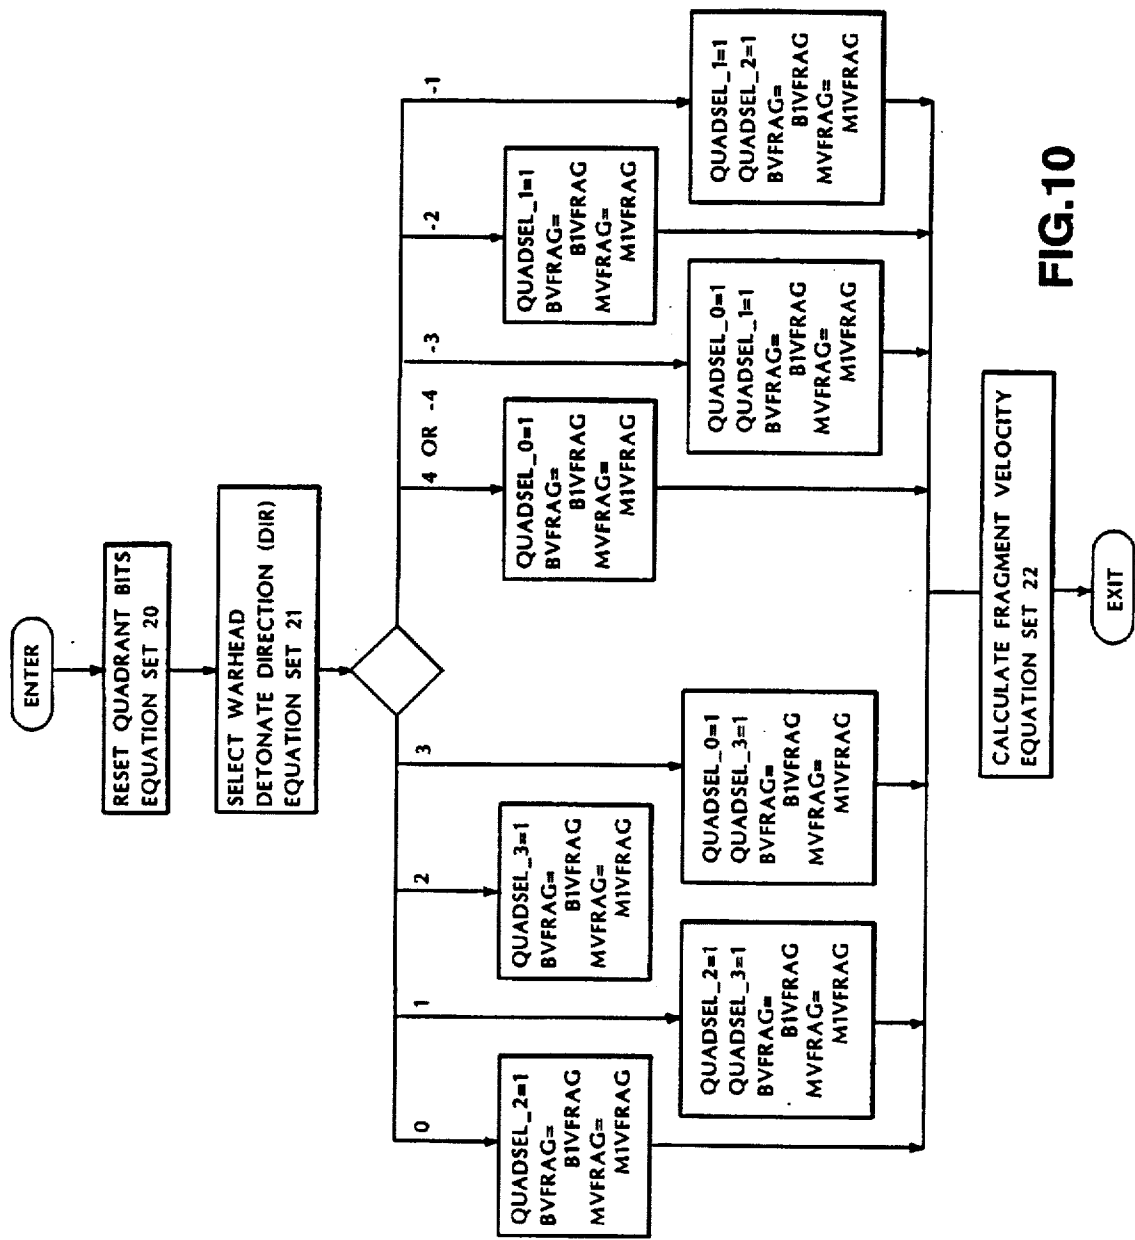 ENTER
RESET QUADRANT BITS
EQUATION SET 20
SELECT WARHEAD
DETONATE DIRECTION (DIR)
EQUATION SET 21
0
QUADSEL_2=1
BVFRAG=
B1VFRAG
MVFRAG=
M1VFRAG
1
QUADSEL_2=1
QUADSEL_3=1
BVFRAG=
B1VFRAG
MVFRAG=
M1VFRAG
2
QUADSEL_3=1
BVFRAG=
B1VFRAG
MVFRAG=
M1VFRAG
3
QUADSEL_0=1
QUADSEL_3=1
BVFRAG=
B1VFRAG
MVFRAG=
M1VFRAG
4 OR -4
QUADSEL_0=1
BVFRAG=
B1VFRAG
MVFRAG=
M1VFRAG
-3
QUADSEL_0=1
QUADSEL_1=1
BVFRAG=
B1VFRAG
MVFRAG=
M1VFRAG
-2
QUADSEL_1=1
BVFRAG=
B1VFRAG
MVFRAG=
M1VFRAG
-1
QUADSEL_1=1
QUADSEL_2=1
BVFRAG=
B1VFRAG
MVFRAG=
M1VFRAG
CALCULATE FRAGMENT VELOCITY
EQUATION SET 22
EXIT
FIG.10